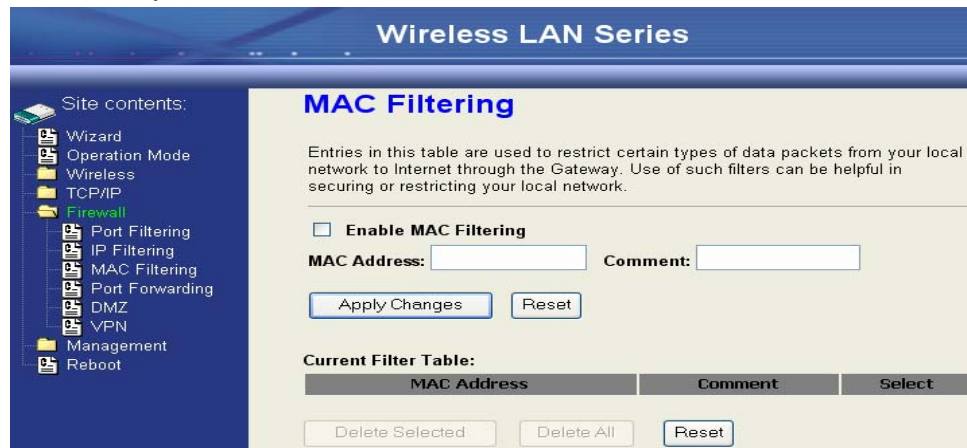 Wireless LAN Series
Site contents:
Wizard
Operation Mode
Wireless
TCP/IP
Firewall
Port Filtering
IP Filtering
MAC Filtering
Port Forwarding
DMZ
VPN
Management
Reboot
MAC Filtering
Entries in this table are used to restrict certain types of data packets from your local
network to Internet through the Gateway. Use of such filters can be helpful in
securing or restricting your local network.
Enable MAC Filtering
MAC Address: Comment:
Apply Changes Reset
Current Filter Table:
MAC Address Comment Select
Delete Selected Delete All Reset